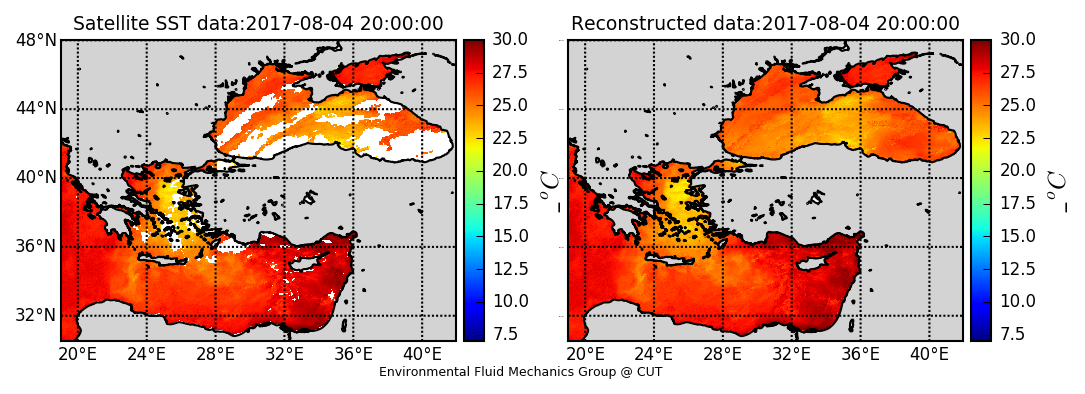 Satellite SST data:2017-08-04 20:00:00
48°N
44°N
40°N
36°N
32°N
20°E 24°E 28°E 32°E 36°E 40°E
30.0
27.5
25.0
22.5
20.0
17.5
15.0
12.5
10.0
7.5
_ °C
Reconstructed data:2017-08-04 20:00:00
20°E 24°E 28°E 32°E 36°E 40°E
30.0
27.5
25.0
22.5
20.0
17.5
15.0
12.5
10.0
7.5
_ °C
Environmental Fluid Mechanics Group @ CUT